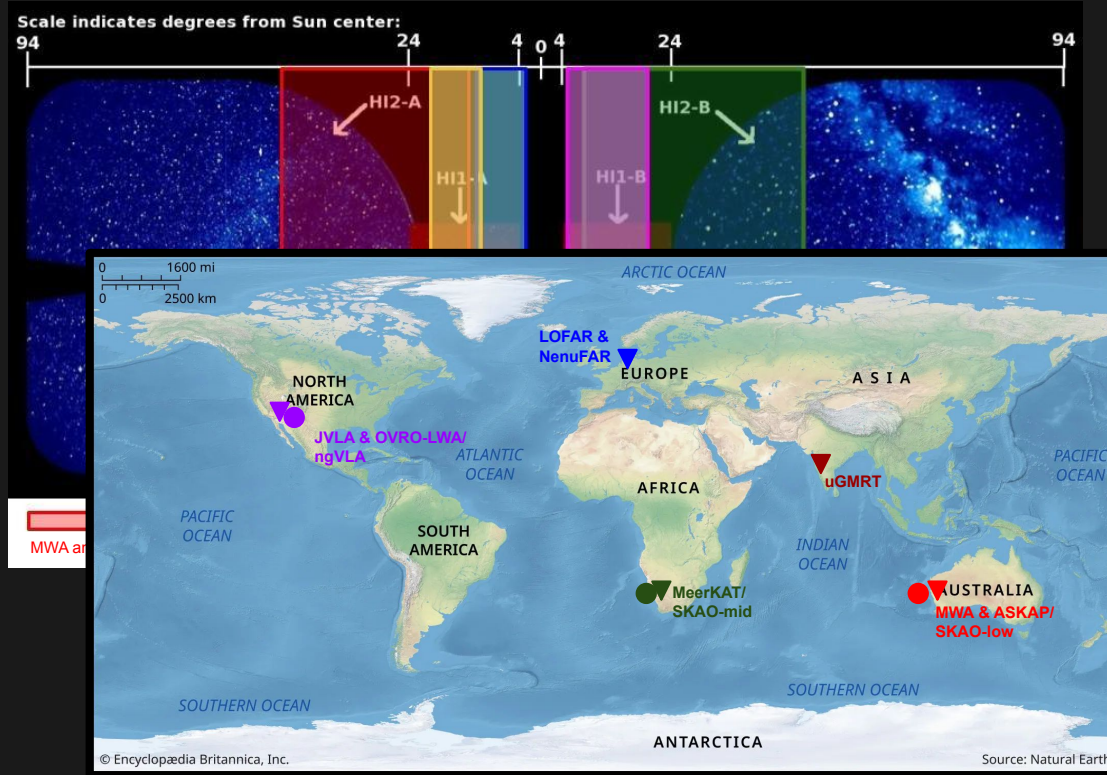 Scale indicates degrees from Sun center:
94 24 4 0 4 24 94
HI2-A
HI2-B
HI1-A
HI1-B
MWA
0 1600 mi
0 2500 km
ARCTIC OCEAN
LOFAR &
NenuFAR
EUROPE
ASIA
NORTH
AMERICA
JVLA & OVRO-LWA/
ngVLA
ATLANTIC
OCEAN
PACIFIC
OCEAN
AFRICA
uGMRT
PACIFIC
OCEAN
SOUTH
AMERICA
INDIAN
OCEAN
MeerKAT/
SKAO-mid
AUSTRALIA
MWA & ASKAP/
SKAO-low
SOUTHERN OCEAN
SOUTHERN OCEAN
ANTARCTICA
© Encyclopædia Britannica, Inc.
Source: Natural Earth